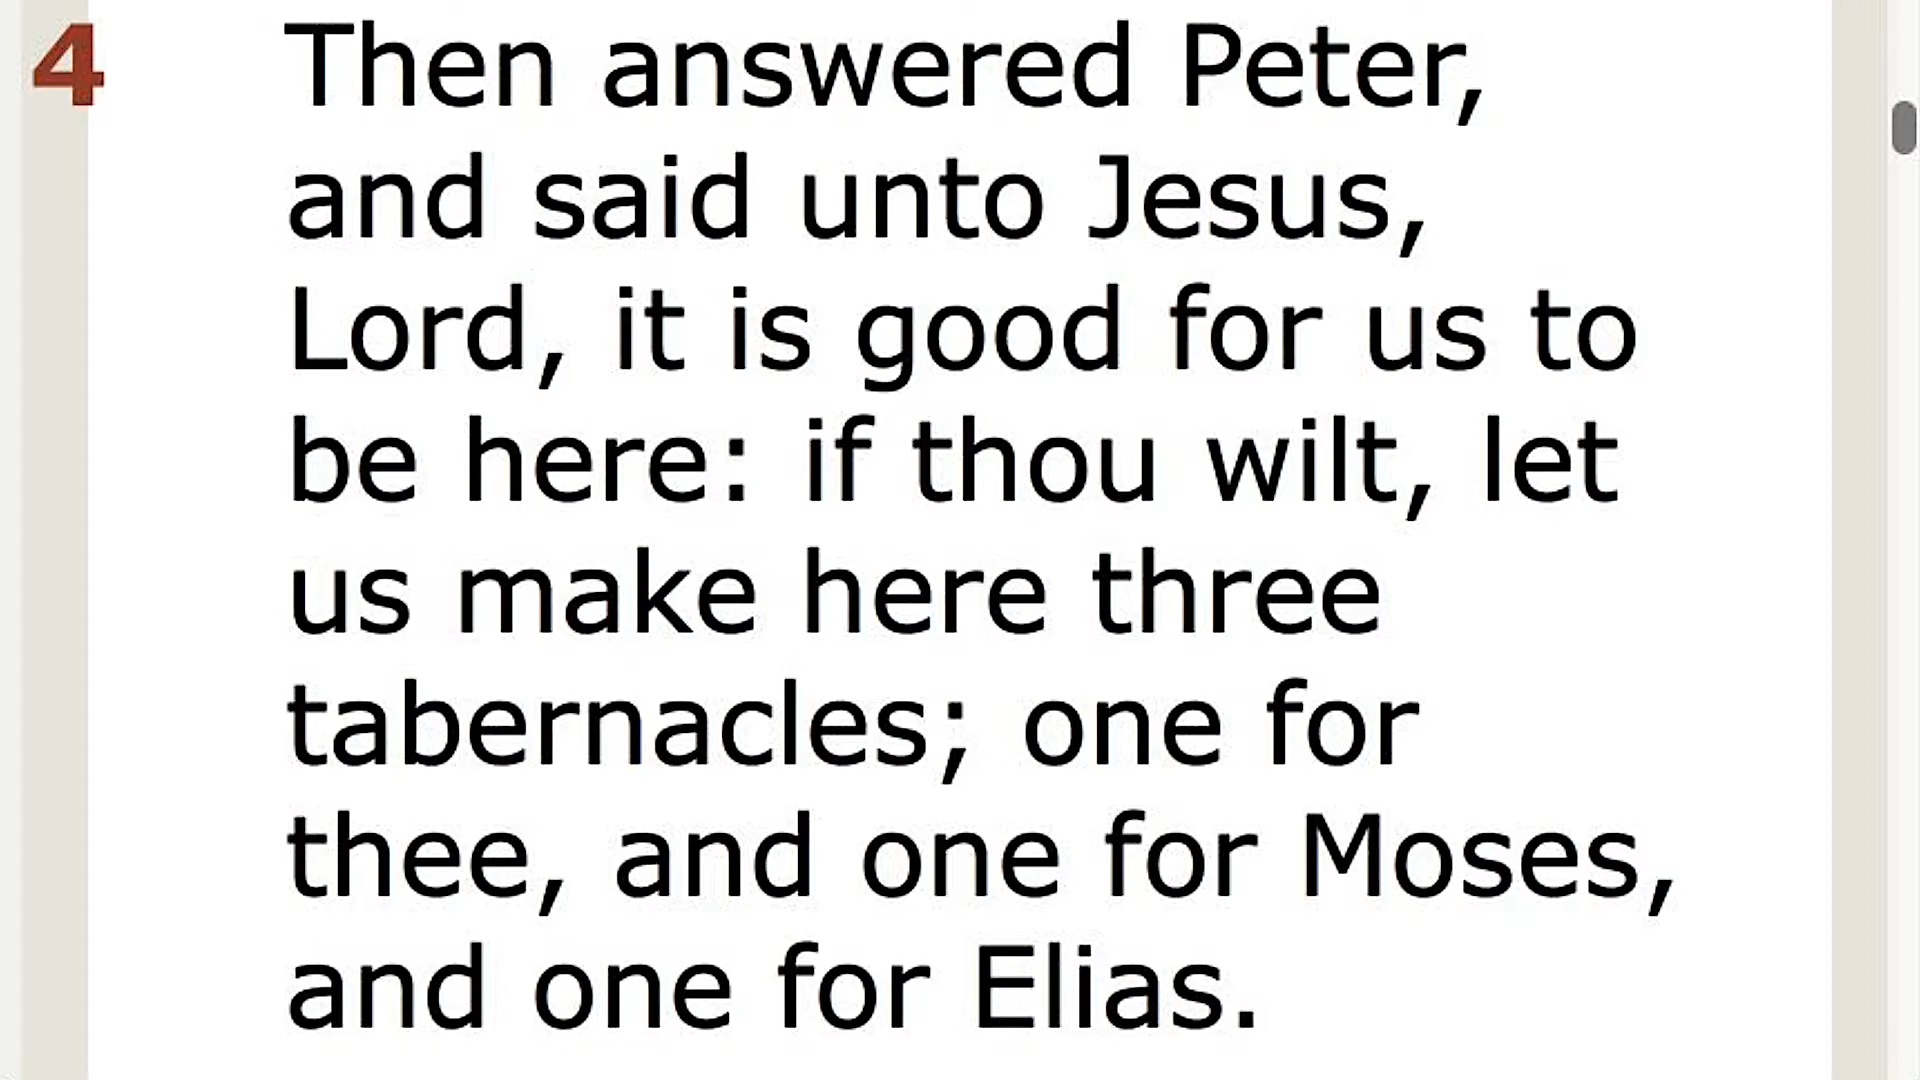 4 Then answered Peter,
and said unto Jesus,
Lord, it is good for us to
be here: if thou wilt, let
us make here three
tabernacles; one for
thee, and one for Moses,
and one for Elias.